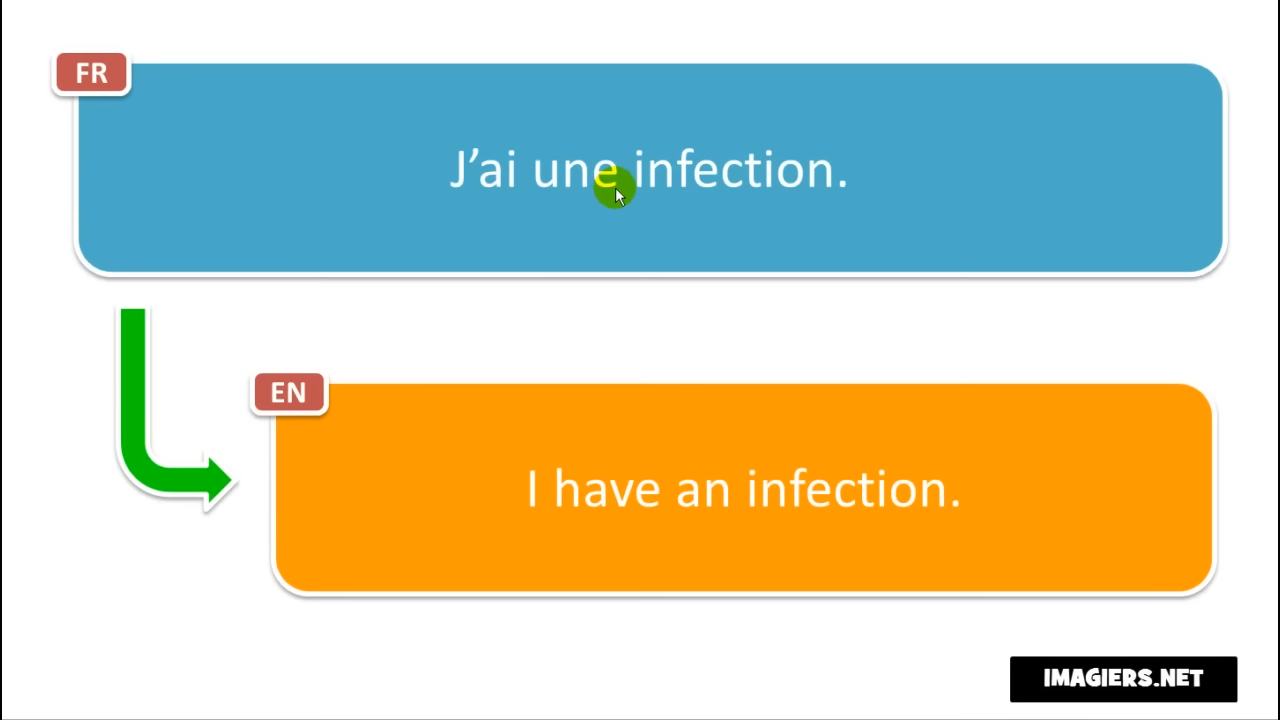 FR
J’ai une infection.
EN
I have an infection.
IMAGIERS.NET